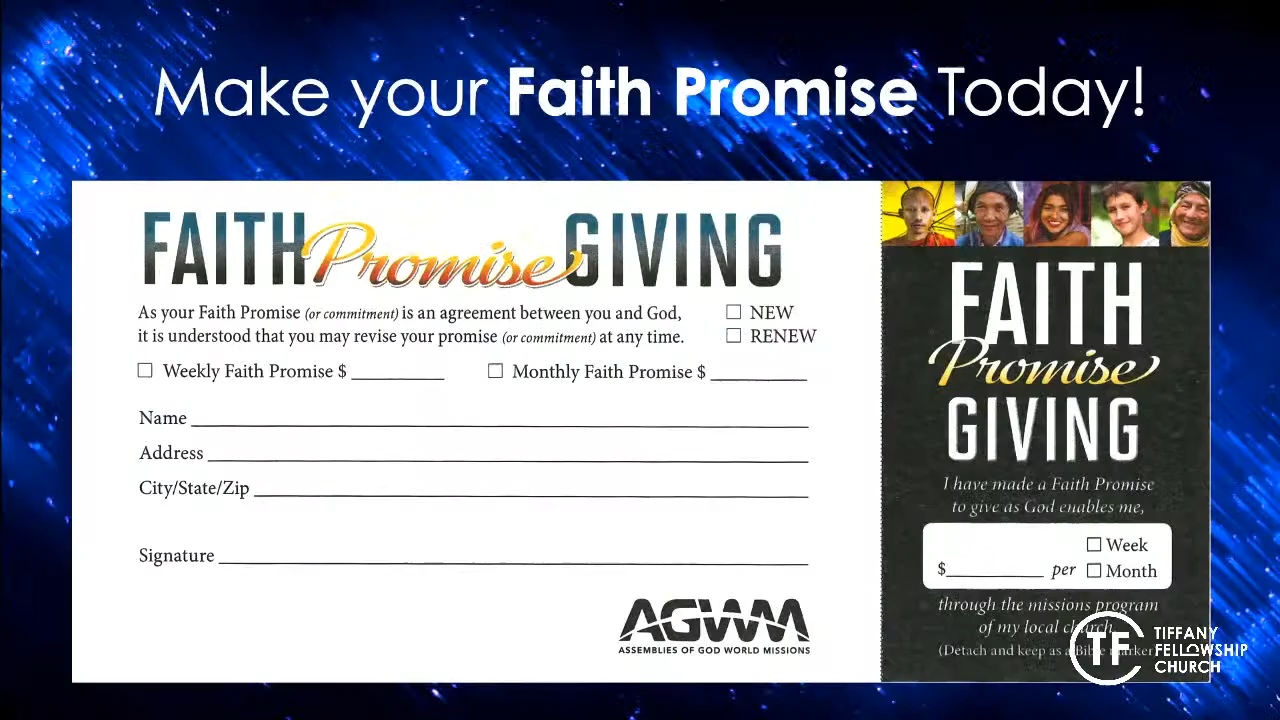 Make your Faith Promise Today!
FAITH Promise GIVING
As your Faith Promise (or commitment) is an agreement between you and God,
it is understood that you may revise your promise (or commitment) at any time.
☐ NEW
☐ RENEW
☐ Weekly Faith Promise $ ☐ Monthly Faith Promise $
Name
Address
City/State/Zip
Signature
AGWM
ASSEMBLIES OF GOD WORLD MISSIONS
FAITH
Promise
GIVING
I have made a Faith Promise
to give as God enables me,
☐ Week
$ per ☐ Month
through the missions program
of my local church.
(Detach and keep as a Bible marker)
TF
TIFFANY
FELLOWSHIP
CHURCH